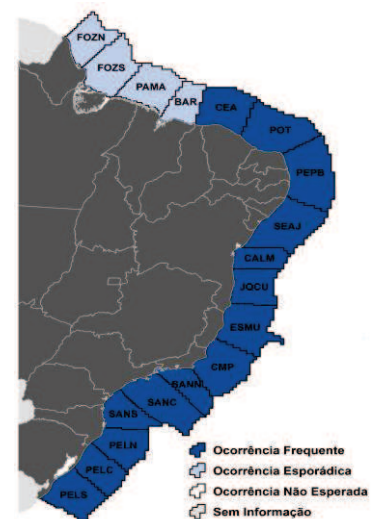 FOZN
FOZS
PAMA
BAR
CEA
POT
PEPB
SEAJ
CALM
JQCU
ESMU
CMP
SANN
SANC
SANS
PELN
PELC
PELS
Ocorrência Frequente
Ocorrência Esporádica
Ocorrência Não Esperada
Sem Informação